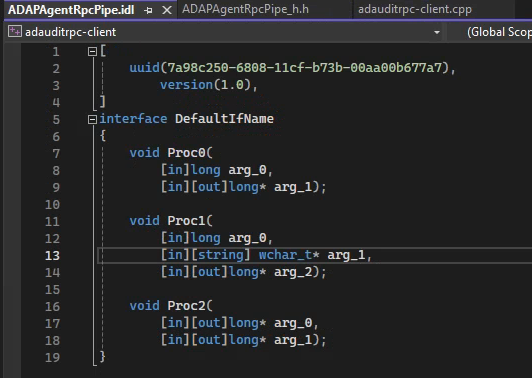 ADAPAgentRpcPipe.idl ADAPAgentRpcPipe_h.h adauditrpc-client.cpp
adauditrpc-client (Global Scop
1 [
2 uuid(7a98c250-6808-11cf-b73b-00aa00b677a7),
3 version(1.0),
4 ]
5 interface DefaultIfName
6 {
7 void Proc0(
8 [in]long arg_0,
9 [in][out]long* arg_1);
10
11 void Proc1(
12 [in]long arg_0,
13 [in][string] wchar_t* arg_1,
14 [in][out]long* arg_2);
15
16 void Proc2(
17 [in][out]long* arg_0,
18 [in][out]long* arg_1);
19 }